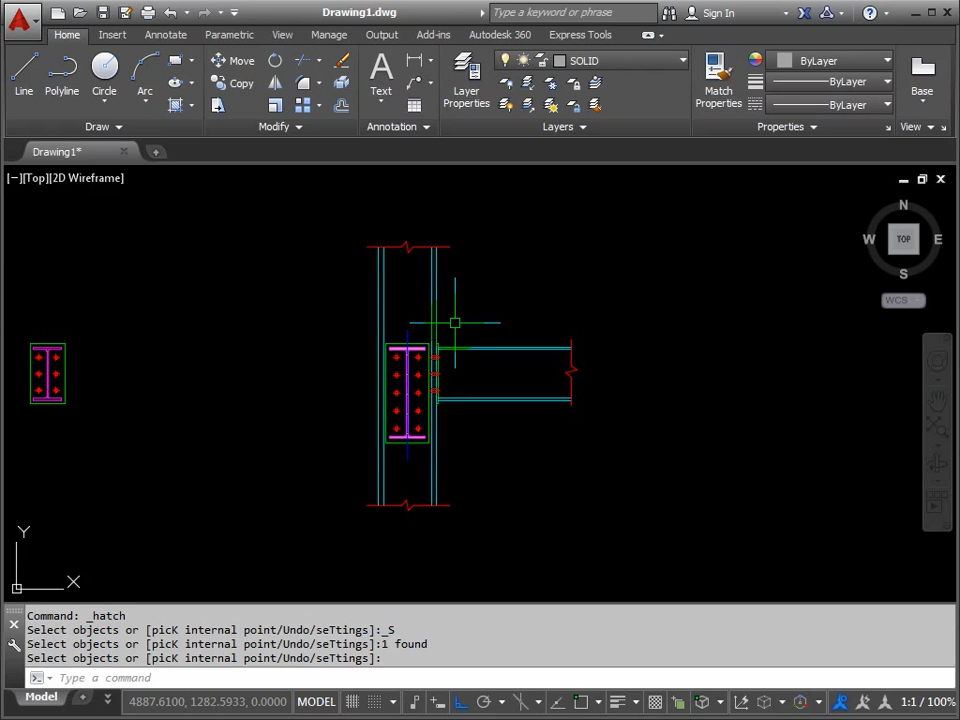 Drawing1.dwg
Type a keyword or phrase
Sign In
Home Insert Annotate Parametric View Manage Output Add-ins Autodesk 360 Express Tools
Line
Polyline
Circle
Arc
Move
Copy
Text
Layer
Properties
SOLID
Match
Properties
ByLayer
ByLayer
ByLayer
Base
Draw
Modify
Annotation
Layers
Properties
View
Drawing1*
[−][Top][2D Wireframe]
N
W
TOP
E
S
WCS
Y
X
Command: _hatch
Select objects or [picK internal point/Undo/seTtings]:_S
Select objects or [picK internal point/Undo/seTtings]:1 found
Select objects or [picK internal point/Undo/seTtings]:
Type a command
Model
4887.6100, 1282.5933, 0.0000
MODEL
1:1 / 100%